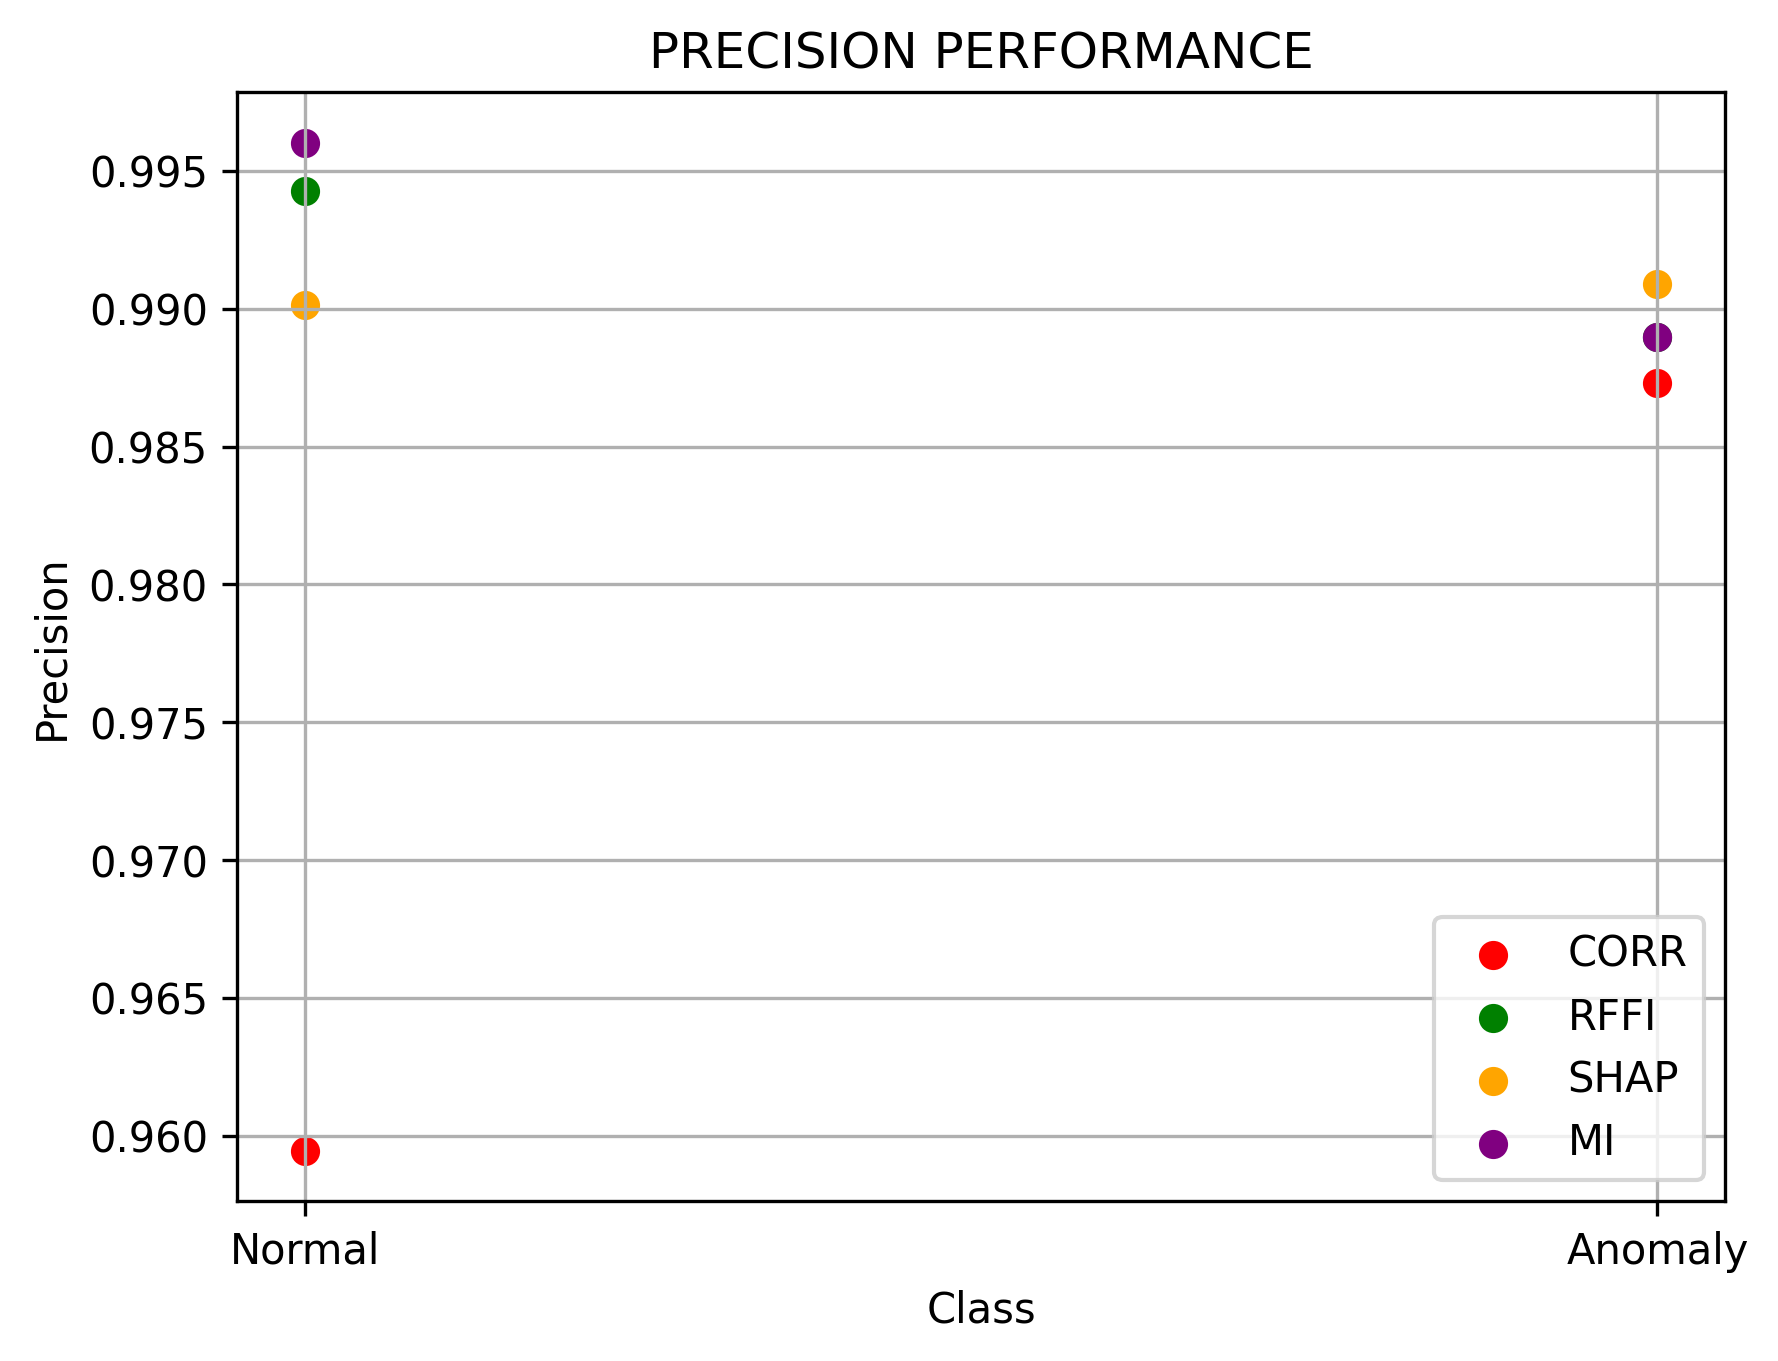 PRECISION PERFORMANCE
0.995
0.990
0.985
0.980
0.975
0.970
0.965
0.960
Precision
CORR
RFFI
SHAP
MI
Normal
Anomaly
Class